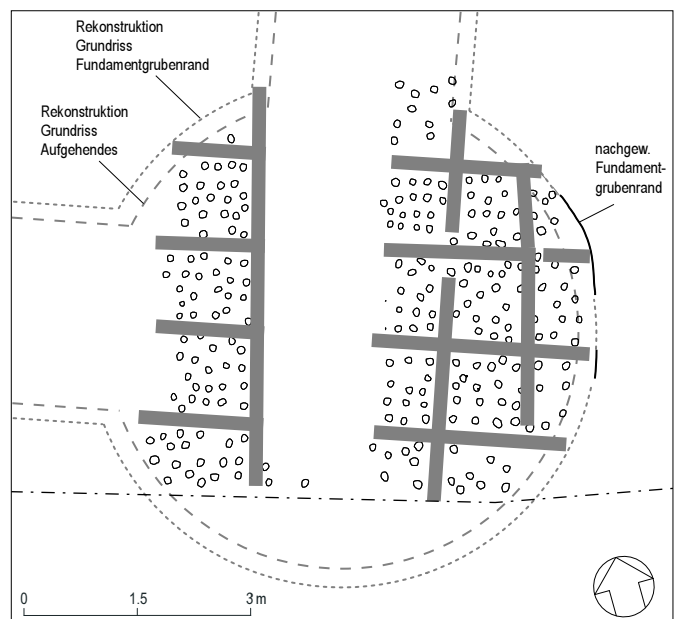 Rekonstruktion
Grundriss
Fundamentgrubenrand
Rekonstruktion
Grundriss
Aufgehendes
nachgew.
Fundament-
grubenrand
0 1.5 3 m